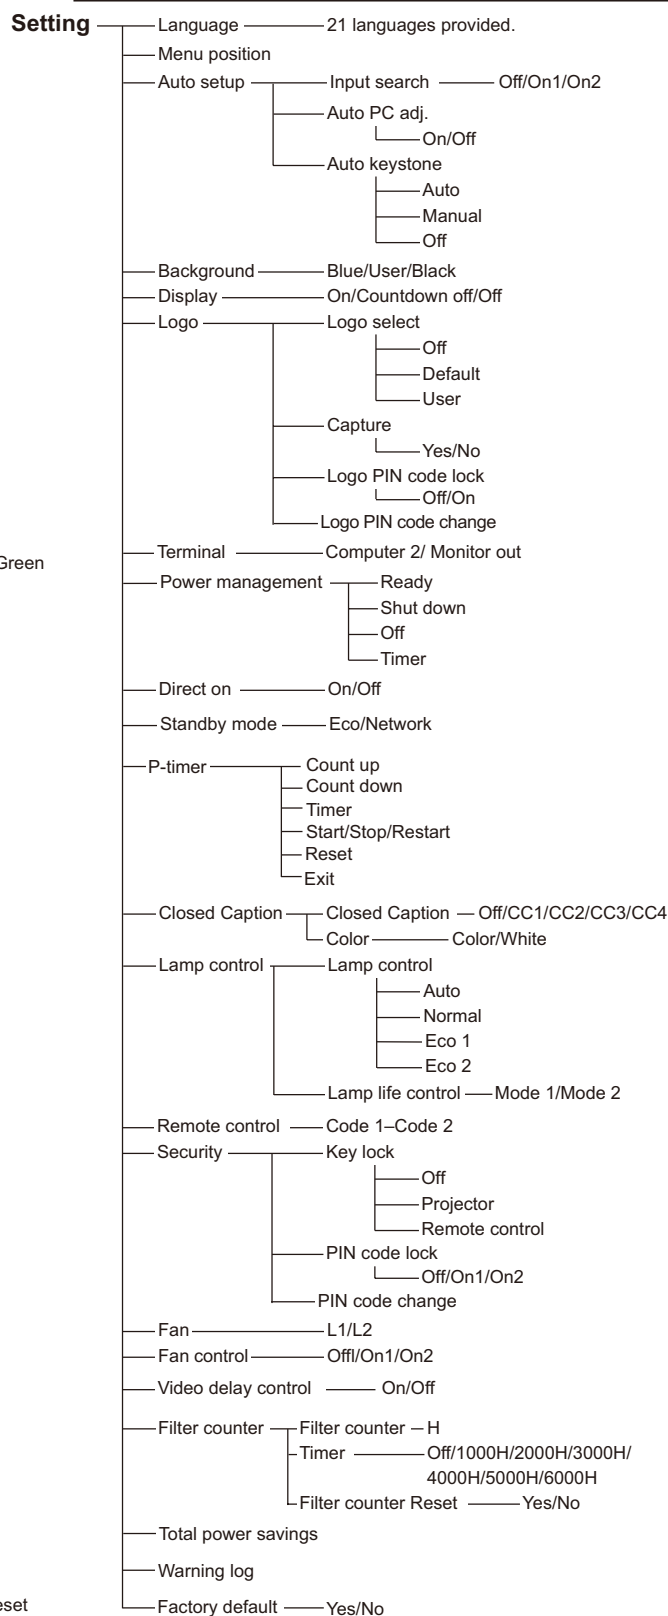 Setting Language 21 languages provided.
Menu position
Auto setup Input search Off/On1/On2
Auto PC adj.
On/Off
Auto keystone
Auto
Manual
Off
Background Blue/User/Black
Display On/Countdown off/Off
Logo Logo select
Off
Default
User
Capture
Yes/No
Logo PIN code lock
Off/On
Logo PIN code change
Terminal Computer 2/ Monitor out
Green
Power management Ready
Shut down
Off
Timer
Direct on On/Off
Standby mode Eco/Network
P-timer Count up
Count down
Timer
Start/Stop/Restart
Reset
Exit
Closed Caption Closed Caption Off/CC1/CC2/CC3/CC4
Color Color/White
Lamp control Lamp control
Auto
Normal
Eco 1
Eco 2
Lamp life control Mode 1/Mode 2
Remote control Code 1–Code 2
Security Key lock
Off
Projector
Remote control
PIN code lock
Off/On1/On2
PIN code change
Fan L1/L2
Fan control Offl/On1/On2
Video delay control On/Off
Filter counter Filter counter H
Timer Off/1000H/2000H/3000H/
4000H/5000H/6000H
Filter counter Reset Yes/No
Total power savings
Warning log
eset
Factory default Yes/No